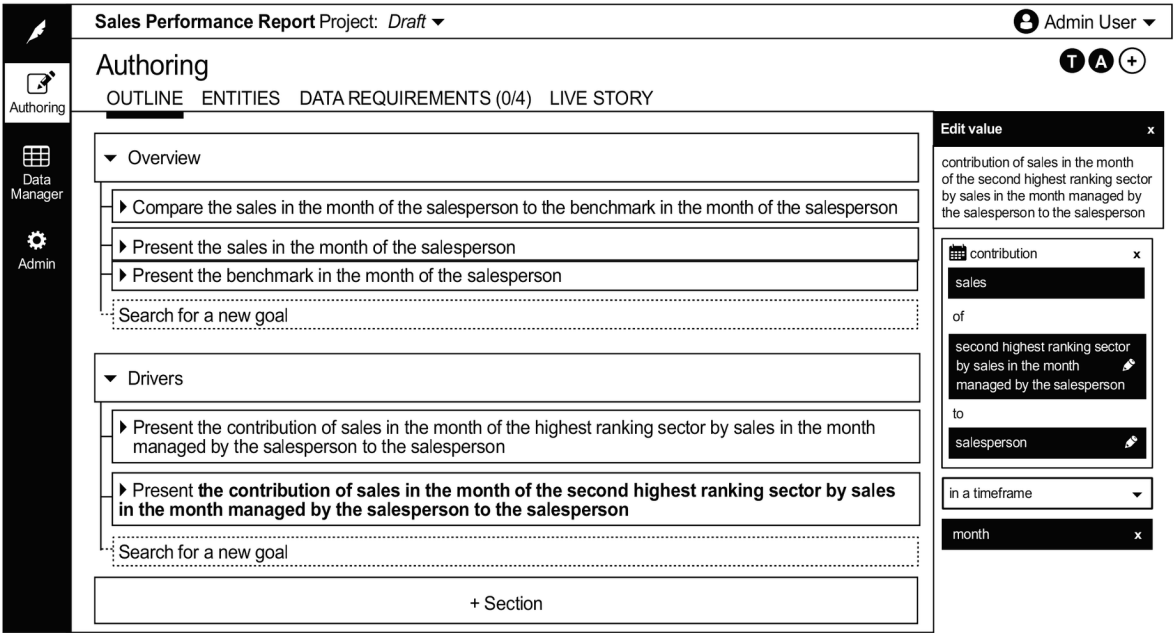 Sales Performance Report Project: Draft
Admin User
Authoring
T A +
Authoring
OUTLINE ENTITIES DATA REQUIREMENTS (0/4) LIVE STORY
Data
Manager
Admin
Overview
Compare the sales in the month of the salesperson to the benchmark in the month of the salesperson
Present the sales in the month of the salesperson
Present the benchmark in the month of the salesperson
Search for a new goal
Drivers
Present the contribution of sales in the month of the highest ranking sector by sales in the month
managed by the salesperson to the salesperson
Present the contribution of sales in the month of the second highest ranking sector by sales
in the month managed by the salesperson to the salesperson
Search for a new goal
+ Section
Edit value x
contribution of sales in the month
of the second highest ranking sector
by sales in the month managed by
the salesperson to the salesperson
contribution x
sales
of
second highest ranking sector
by sales in the month
managed by the salesperson
to
salesperson
in a timeframe
month x